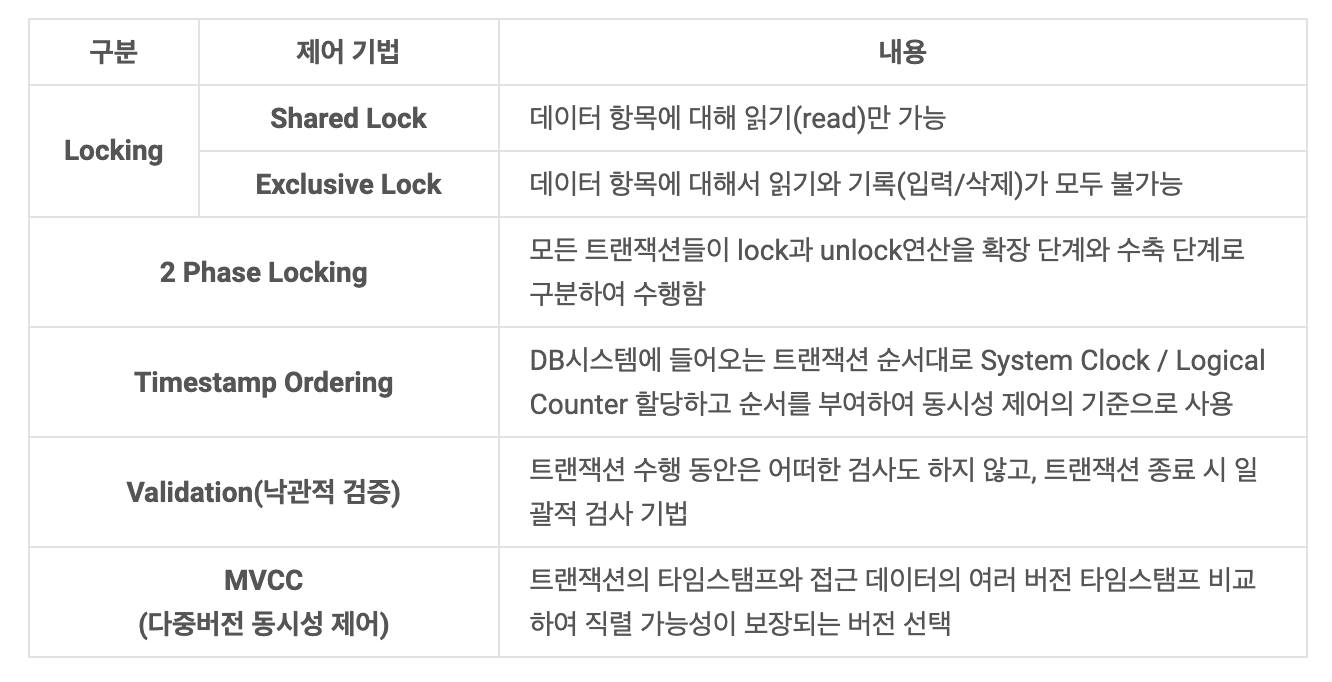 구분 제어 기법 내용
Locking
Shared Lock 데이터 항목에 대해 읽기(read)만 가능
Exclusive Lock 데이터 항목에 대해서 읽기와 기록(입력/삭제)가 모두 불가능
2 Phase Locking
모든 트랜잭션들이 lock과 unlock연산을 확장 단계와 수축 단계로
구분하여 수행함
Timestamp Ordering
DB시스템에 들어오는 트랜잭션 순서대로 System Clock / Logical
Counter 할당하고 순서를 부여하여 동시성 제어의 기준으로 사용
Validation(낙관적 검증)
트랜잭션 수행 동안은 어떠한 검사도 하지 않고, 트랜잭션 종료 시 일
괄적 검사 기법
MVCC
(다중버전 동시성 제어)
트랜잭션의 타임스탬프와 접근 데이터의 여러 버전 타임스탬프 비교
하여 직렬 가능성이 보장되는 버전 선택